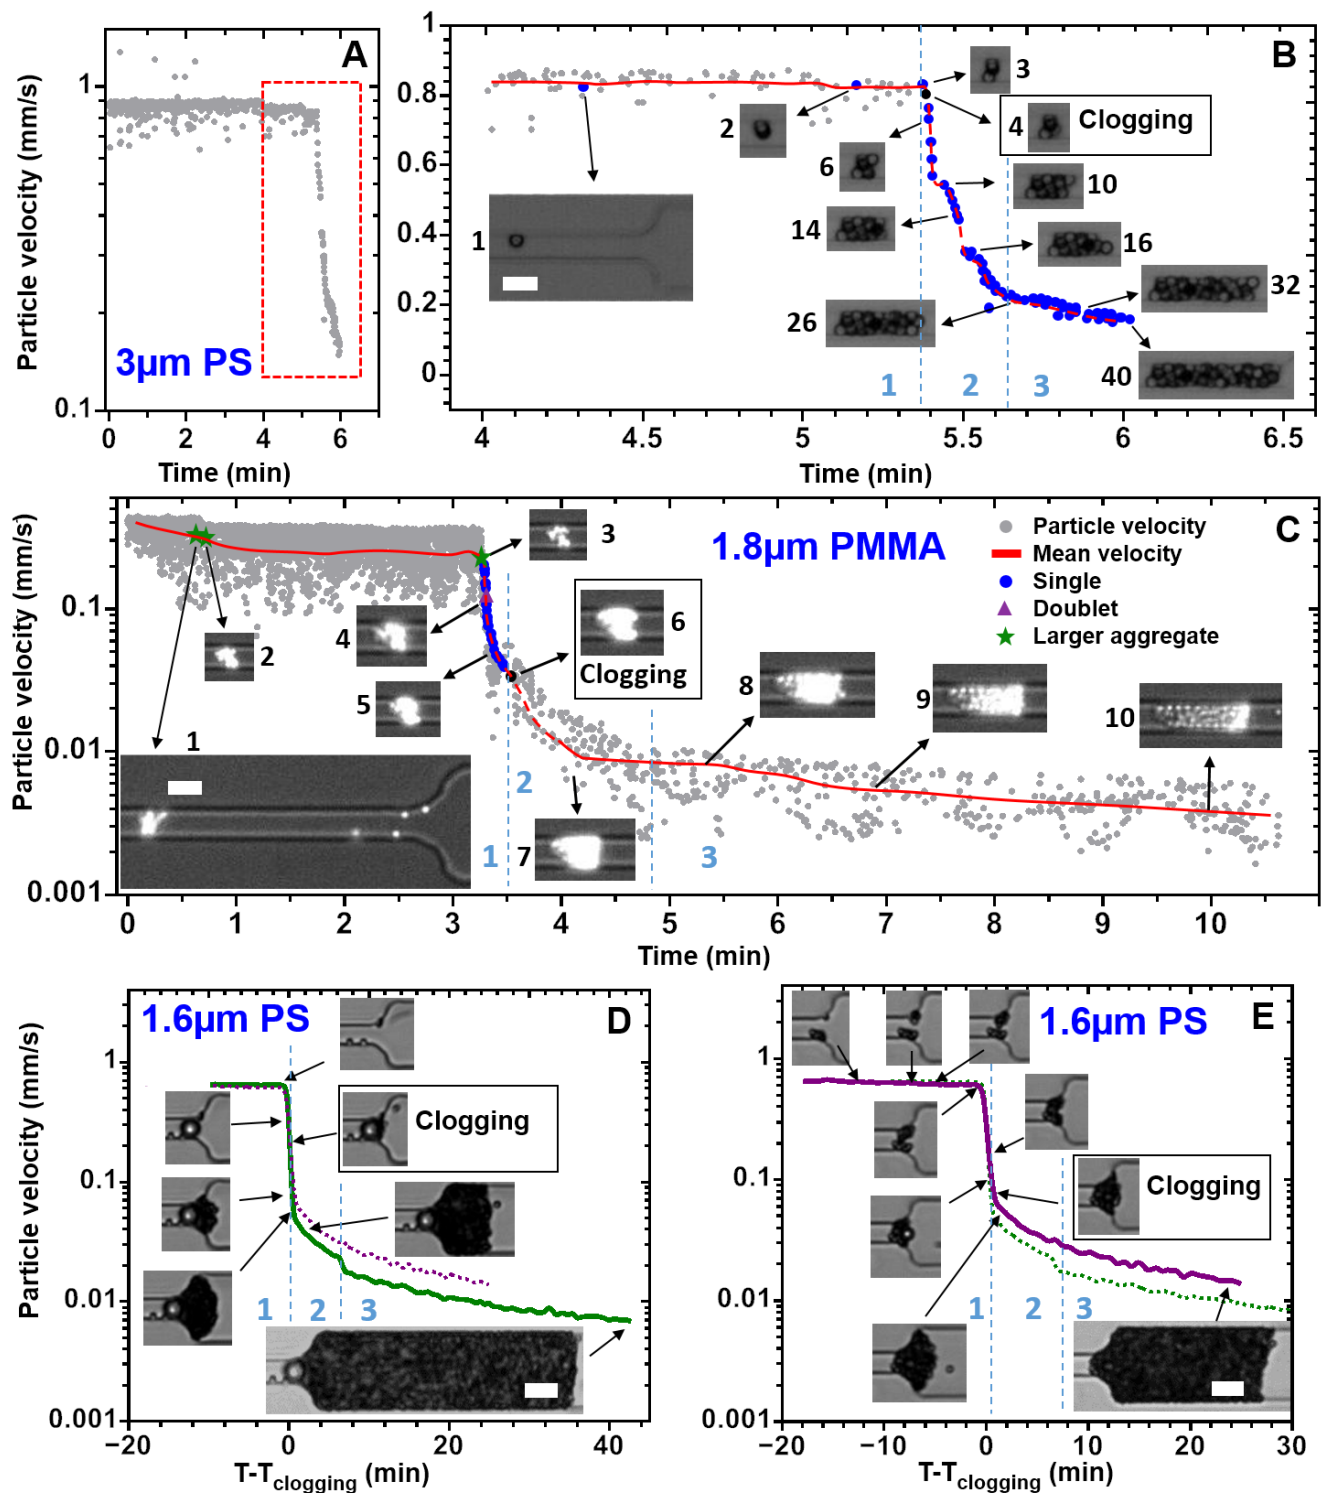 A
1
0.1
Particle velocity (mm/s)
3µm PS
0 2 4 6
Time (min)
B
1
0.8
0.6
0.4
0.2
0
Particle velocity (mm/s)
3
2
4 Clogging
6
10
14
1
16
32
26
40
1 2 3
4 4.5 5 5.5 6 6.5
Time (min)
C
1.8µm PMMA
Particle velocity
Mean velocity
Single
Doublet
Larger aggregate
0.1
0.01
0.001
Particle velocity (mm/s)
3
2
4
6
Clogging
5
8
9
10
1
2
7
1
3
0 1 2 3 4 5 6 7 8 9 10
Time (min)
D
1.6µm PS
1
0.1
0.01
0.001
Particle velocity (mm/s)
Clogging
1 2 3
−20 0 20 40
T-Tclogging (min)
E
1.6µm PS
1
0.1
0.01
0.001
Clogging
1 2 3
−20 −10 0 10 20 30
T-Tclogging (min)